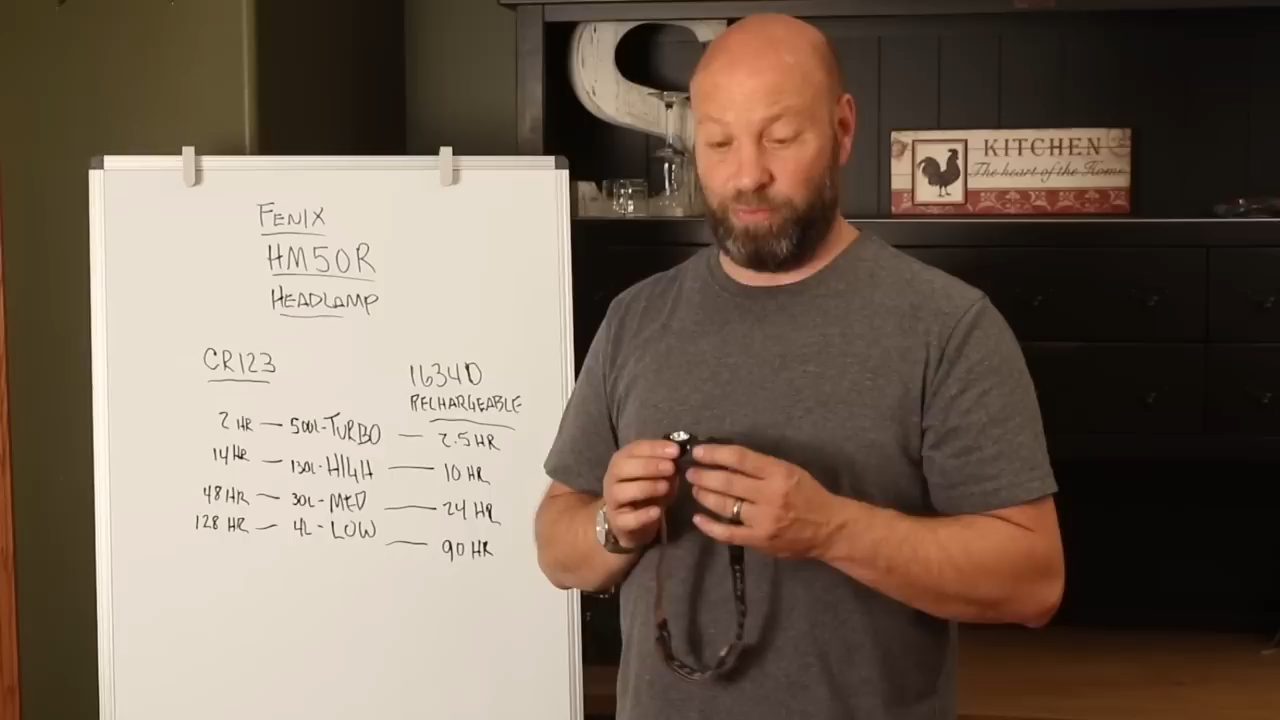 FENIX
HM50R
HEADLAMP
CR123
16340
RECHARGEABLE
2 HR — 500L-TURBO — 2.5 HR
14 HR — 130L-HIGH — 10 HR
48 HR — 30L-MED — 24 HR
128 HR — 4L-LOW — 90 HR
KITCHEN
The heart of the Home